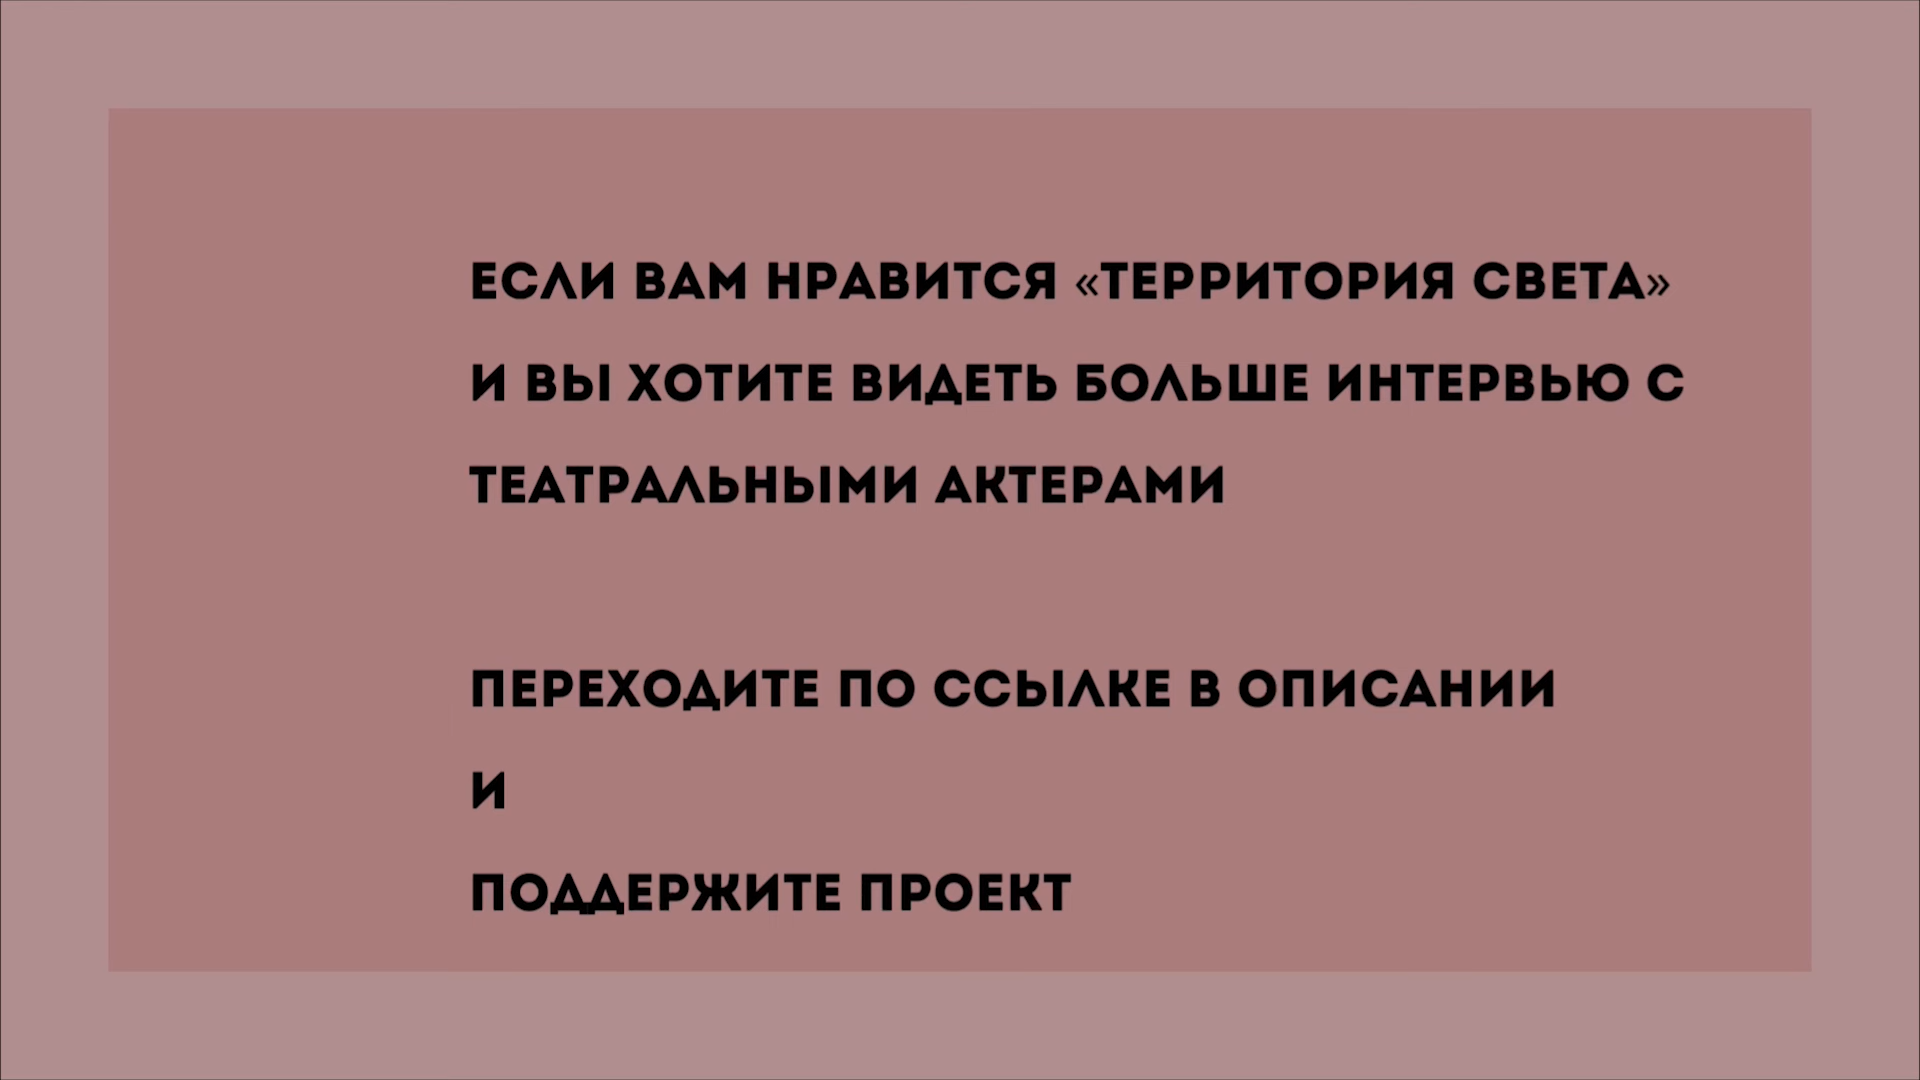 ЕСЛИ ВАМ НРАВИТСЯ «ТЕРРИТОРИЯ СВЕТА»
И ВЫ ХОТИТЕ ВИДЕТЬ БОЛЬШЕ ИНТЕРВЬЮ С
ТЕАТРАЛЬНЫМИ АКТЕРАМИ
ПЕРЕХОДИТЕ ПО ССЫЛКЕ В ОПИСАНИИ
И
ПОДДЕРЖИТЕ ПРОЕКТ